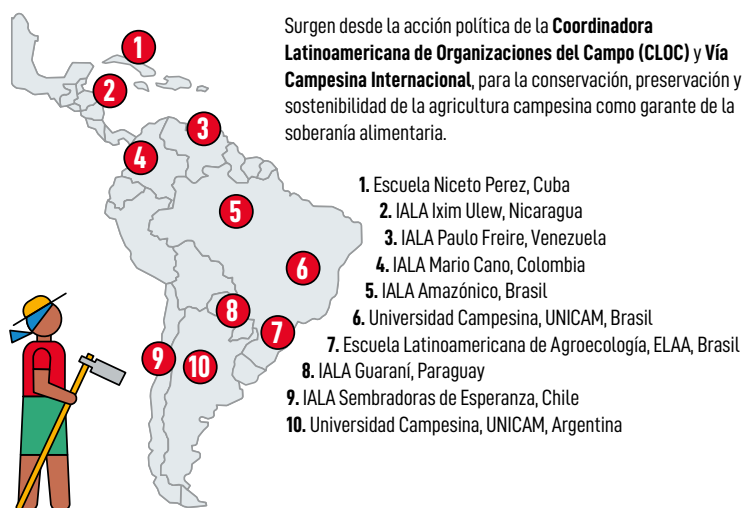 Surgen desde la acción política de la Coordinadora
Latinoamericana de Organizaciones del Campo (CLOC) y Vía
Campesina Internacional, para la conservación, preservación y
sostenibilidad de la agricultura campesina como garante de la
soberanía alimentaria.
1. Escuela Niceto Perez, Cuba
2. IALA Ixim Ulew, Nicaragua
3. IALA Paulo Freire, Venezuela
4. IALA Mario Cano, Colombia
5. IALA Amazónico, Brasil
6. Universidad Campesina, UNICAM, Brasil
7. Escuela Latinoamericana de Agroecología, ELAA, Brasil
8. IALA Guaraní, Paraguay
9. IALA Sembradoras de Esperanza, Chile
10. Universidad Campesina, UNICAM, Argentina
1
2
3
4
5
6
8
7
9
10